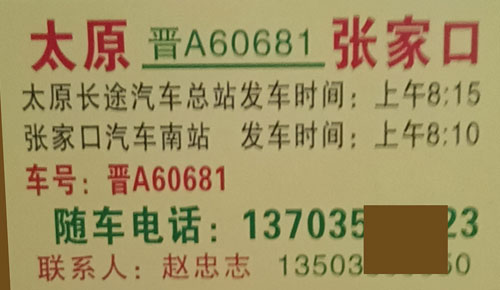 太原 晋A60681 张家口
太原长途汽车总站发车时间：上午8:15
张家口汽车南站 发车时间：上午8:10
车号：晋A60681
随车电话：13703523
联系人：赵忠志